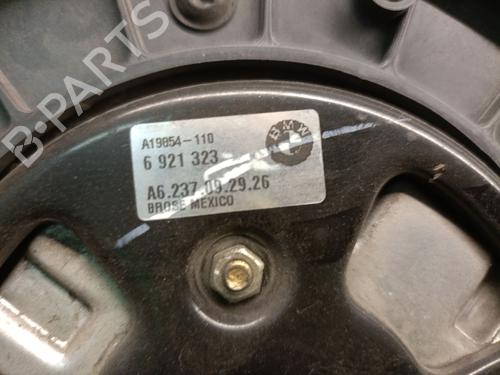 A19854-110
6 921 323
BMW
A6.237.09.29.26
BROSE MEXICO
B-PARTS